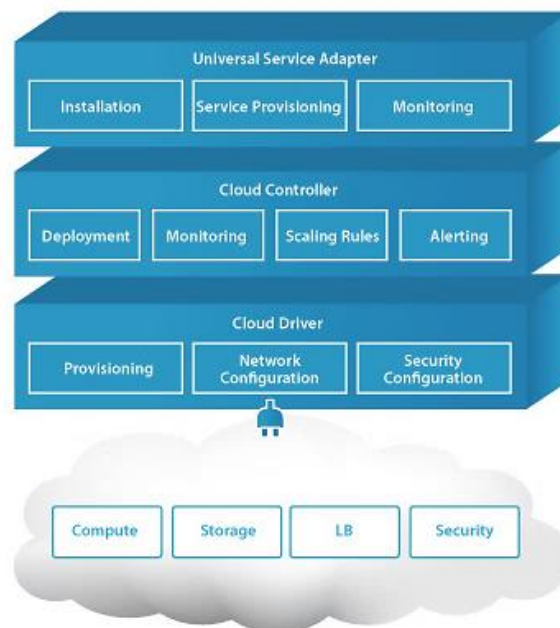 Universal Service Adapter
Installation
Service Provisioning
Monitoring
Cloud Controller
Deployment
Monitoring
Scaling Rules
Alerting
Cloud Driver
Provisioning
Network
Configuration
Security
Configuration
Compute
Storage
LB
Security